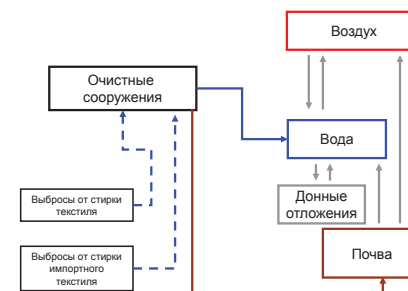 Воздух
Очистные
сооружения
Вода
Донные
отложения
Выбросы от стирки
текстиля
Почва
Выбросы от стирки
импортного
текстиля